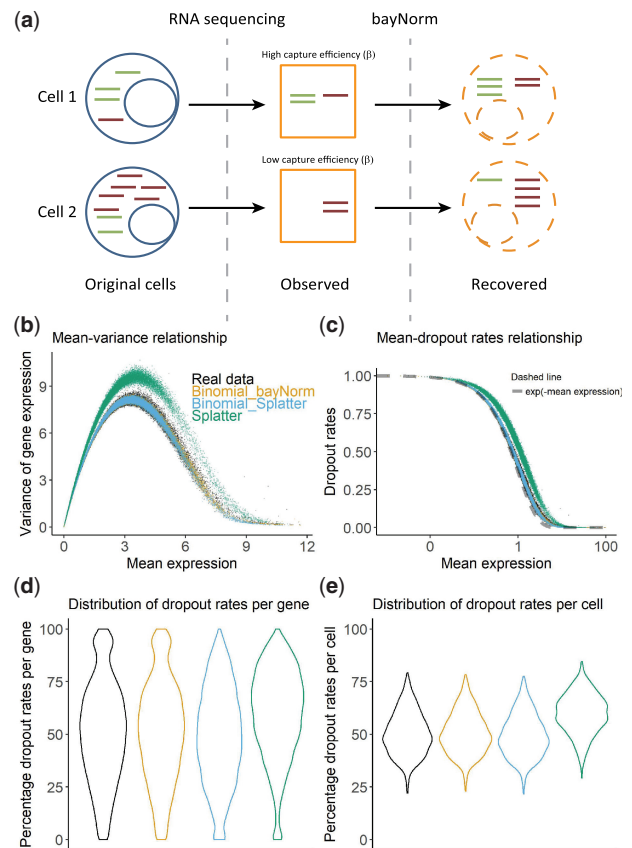 (a)
RNA sequencing
bayNorm
High capture efficiency (β)
Cell 1
Low capture efficiency (β)
Cell 2
Original cells
Observed
Recovered
(b)
Mean-variance relationship
Variance of gene expression
9
6
3
0
Real data
Binomial_bayNorm
Binomial_Splatter
Splatter
0
3
6
9
12
Mean expression
(c)
Mean-dropout rates relationship
Dropout rates
1.00
0.75
0.50
0.25
0.00
Dashed line
exp(-mean expression)
0
1
100
Mean expression
(d)
Distribution of dropout rates per gene
Percentage dropout rates per gene
100
75
50
25
0
(e)
Distribution of dropout rates per cell
Percentage dropout rates per cell
100
75
50
25
0